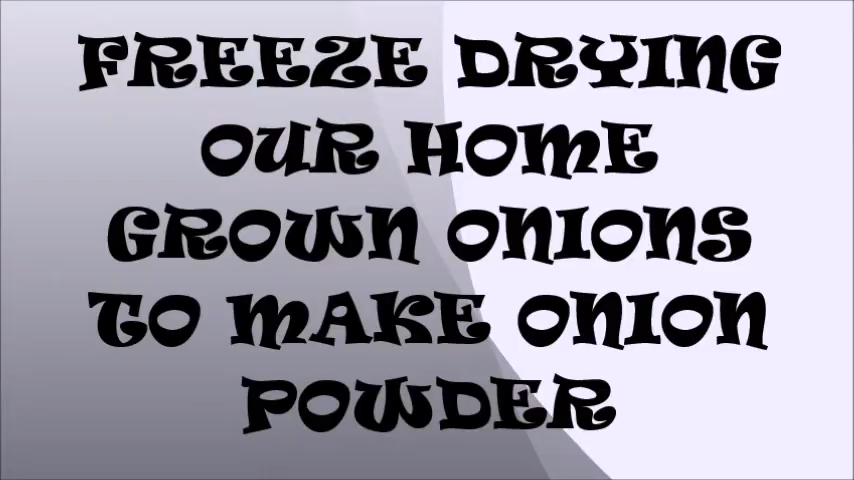 FREEZE DRYING
OUR HOME
GROWN ONIONS
TO MAKE ONION
POWDER